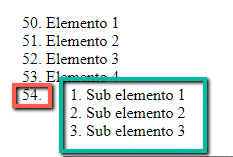 50. Elemento 1
51. Elemento 2
52. Elemento 3
53. Elemento 4
54.
1. Sub elemento 1
2. Sub elemento 2
3. Sub elemento 3